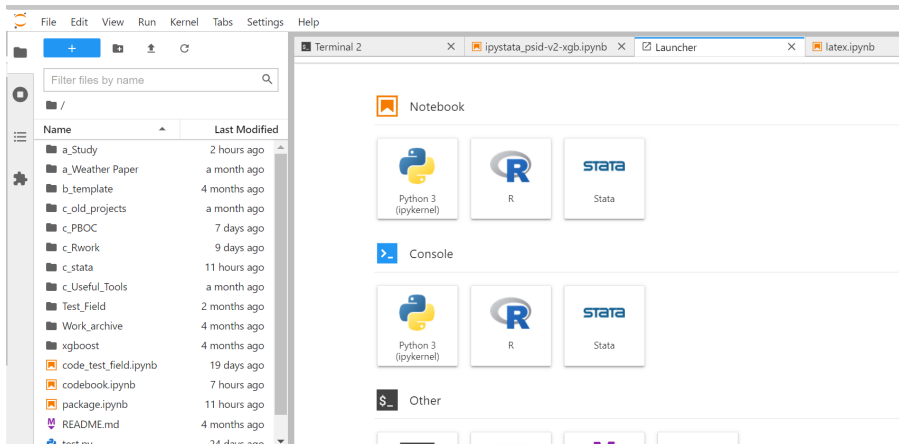 File Edit View Run Kernel Tabs Settings Help
Terminal 2 ipystata_psid-v2-xgb.ipynb Launcher latex.ipynb
Filter files by name
/
Name Last Modified
a_Study 2 hours ago
a_Weather Paper a month ago
b_template 4 months ago
c_old_projects a month ago
c_PBOC 7 days ago
c_Rwork 9 days ago
c_stata 11 hours ago
c_Useful_Tools a month ago
Test_Field 2 months ago
Work_archive 4 months ago
xgboost 4 months ago
code_test_field.ipynb 19 days ago
codebook.ipynb 7 hours ago
package.ipynb 11 hours ago
README.md 4 months ago
test.py 24 days ago
Notebook
R stata
Python 3
(ipykernel)
R
Stata
Console
R stata
Python 3
(ipykernel)
R
Stata
$_ Other